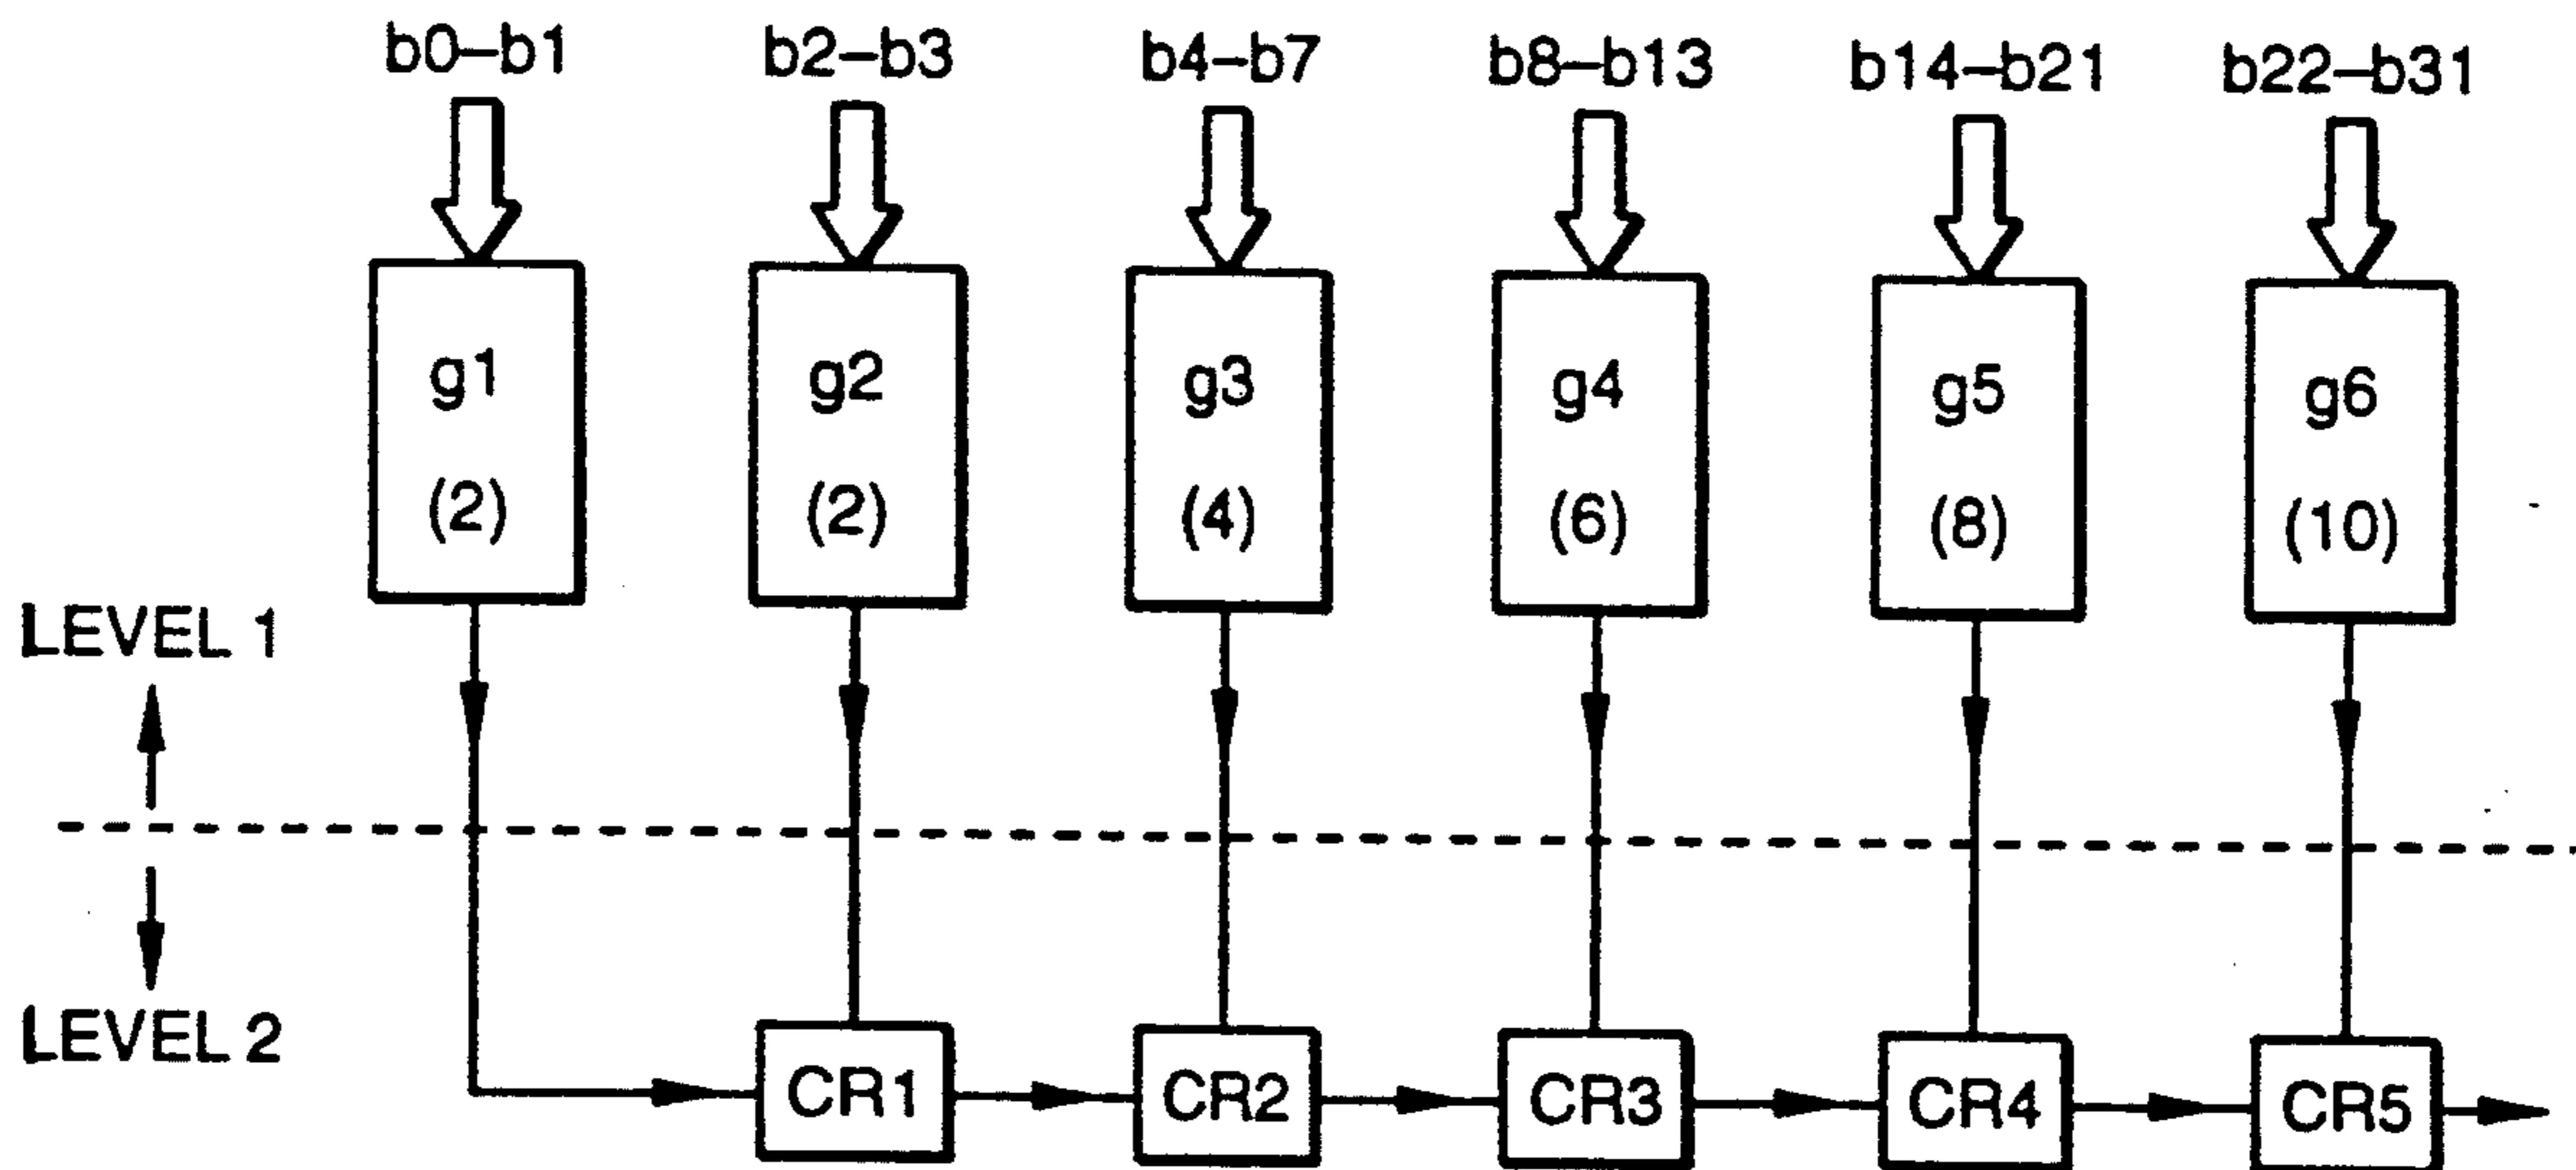 b0–b1 b2–b3 b4–b7 b8–b13 b14–b21 b22–b31
g1 g2 g3 g4 g5 g6
(2) (2) (4) (6) (8) (10)
LEVEL 1
LEVEL 2
CR1 CR2 CR3 CR4 CR5